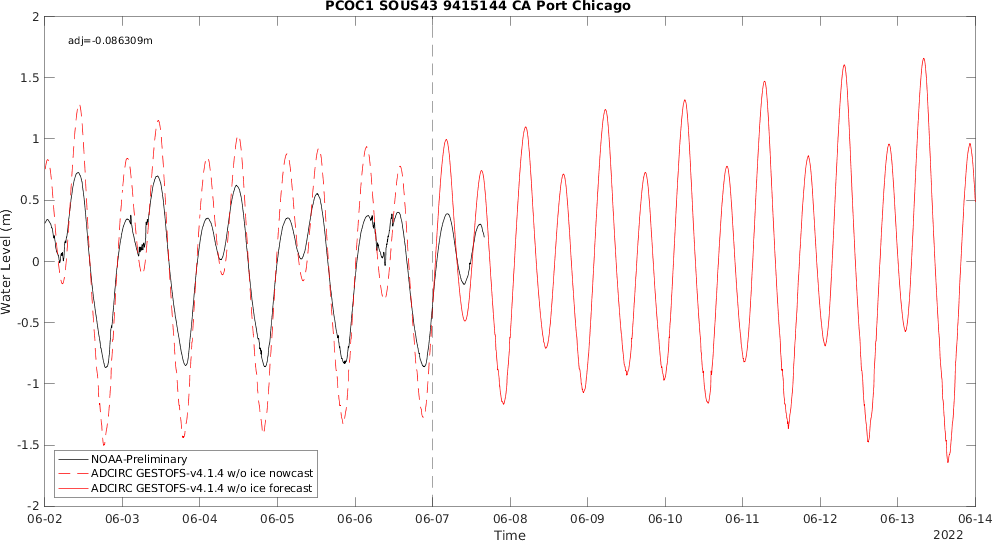 PCOC1 SOUS43 9415144 CA Port Chicago
adj=-0.086309m
2
1.5
1
0.5
0
-0.5
-1
-1.5
-2
Water Level (m)
NOAA-Preliminary
ADCIRC GESTOFS-v4.1.4 w/o ice nowcast
ADCIRC GESTOFS-v4.1.4 w/o ice forecast
06-02 06-03 06-04 06-05 06-06 06-07 06-08 06-09 06-10 06-11 06-12 06-13 06-14
Time
2022